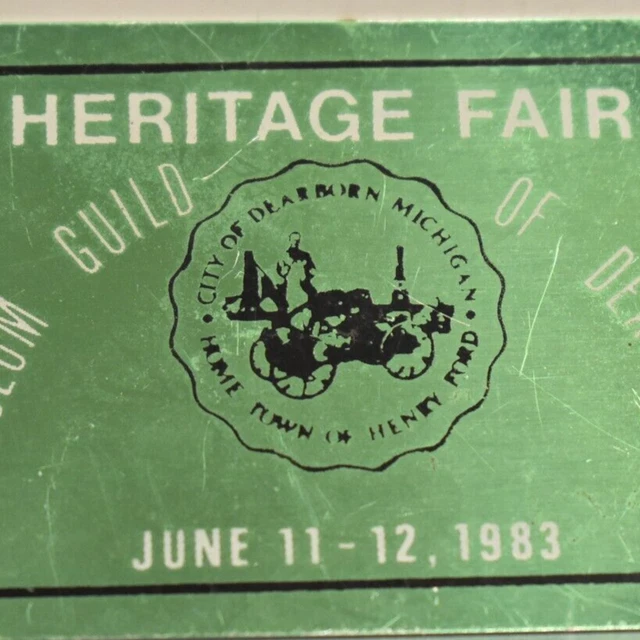 HERITAGE FAIR
GUILD OF
CITY OF DEARBORN MICHIGAN
HOME TOWN OF HENRY FORD
JUNE 11-12, 1983